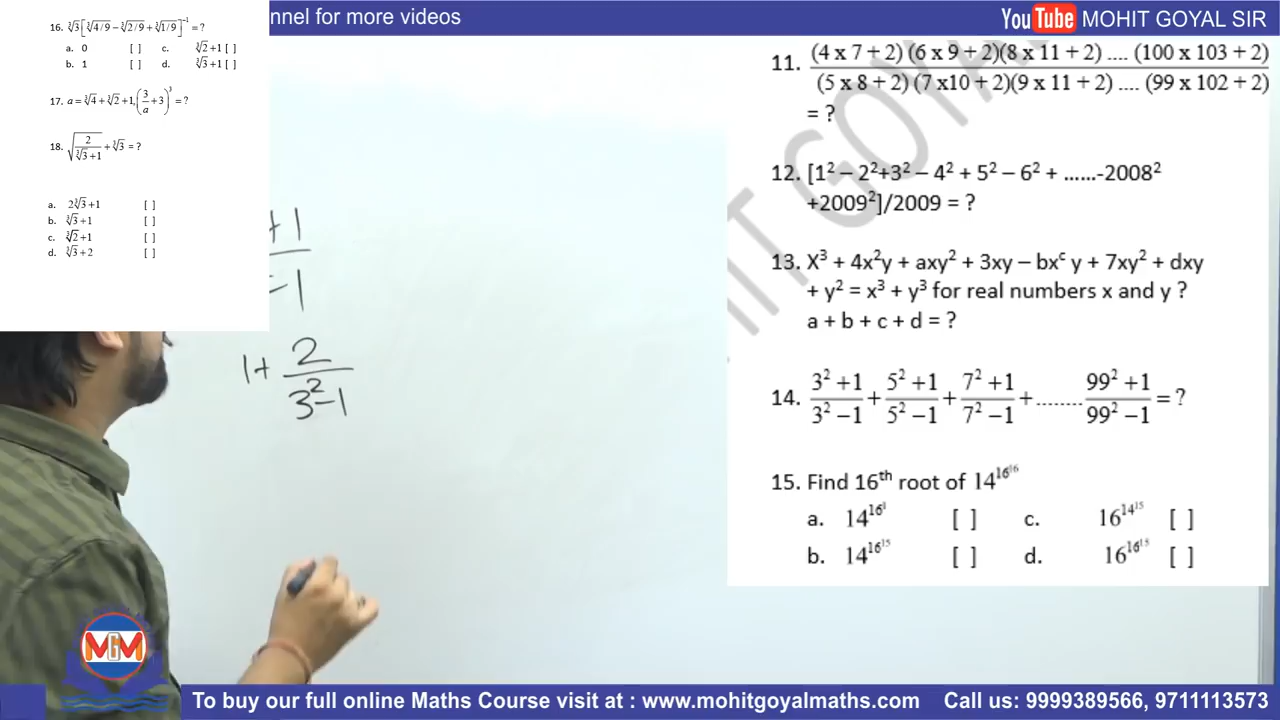 nnel for more videos
YouTube MOHIT GOYAL SIR
16. ∛3[∛4/9 − ∛2/9 + ∛1/9]⁻¹ = ?
a. 0 [ ] c. ∛2 + 1 [ ]
b. 1 [ ] d. ∛3 + 1 [ ]
17. a = ∛4 + ∛2 + 1, (3/a + 3)³ = ?
18. √(2/(∛3 + 1)) + ∛3 = ?
a. 2∛3 + 1 [ ]
b. ∛3 + 1 [ ]
c. ∛2 + 1 [ ]
d. ∛3 + 2 [ ]
+1
−1
1+ 2/(3²−1)
11. (4 x 7 + 2) (6 x 9 + 2)(8 x 11 + 2) .... (100 x 103 + 2)
(5 x 8 + 2) (7 x10 + 2)(9 x 11 + 2) .... (99 x 102 + 2)
= ?
12. [1² – 2²+3² – 4² + 5² – 6² + ......-2008²
+2009²]/2009 = ?
13. X³ + 4x²y + axy² + 3xy – bxᶜ y + 7xy² + dxy
+ y² = x³ + y³ for real numbers x and y ?
a + b + c + d = ?
14. (3² +1)/(3² −1) + (5² +1)/(5² −1) + (7² +1)/(7² −1) + ........ (99² +1)/(99² −1) = ?
15. Find 16th root of 14^16^16
a. 14^16^8 [ ] c. 16^14^15 [ ]
b. 14^16^15 [ ] d. 16^16^15 [ ]
MGM
To buy our full online Maths Course visit at : www.mohitgoyalmaths.com Call us: 9999389566, 9711113573